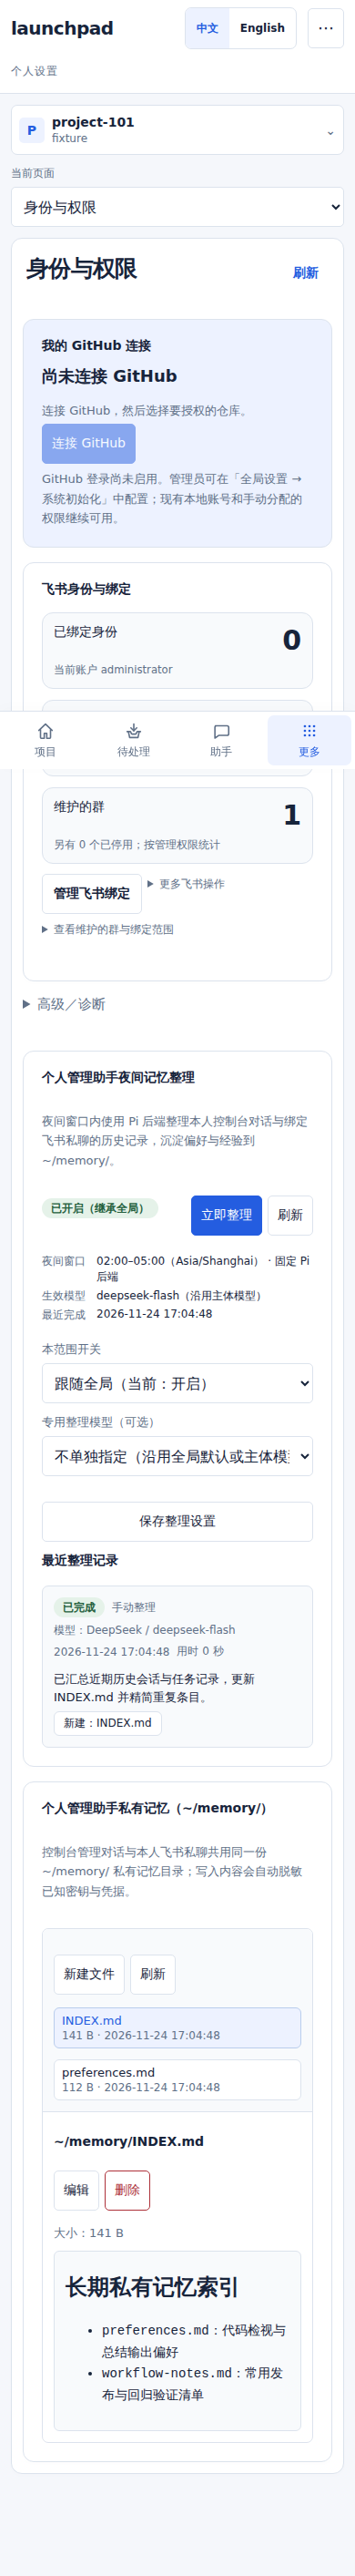 launchpad
中文
English
···
个人设置
P
project-101
fixture
当前页面
身份与权限
身份与权限
刷新
我的 GitHub 连接
尚未连接 GitHub
连接 GitHub，然后选择要授权的仓库。
连接 GitHub
GitHub 登录尚未启用。管理员可在「全局设置 →
系统初始化」中配置；现有本地账号和手动分配的
权限继续可用。
飞书身份与绑定
已绑定身份
0
当前账户 administrator
项目
待处理
助手
更多
维护的群
1
另有 0 个已停用；按管理权限统计
管理飞书绑定
更多飞书操作
查看维护的群与绑定范围
高级／诊断
个人管理助手夜间记忆整理
夜间窗口内使用 Pi 后端整理本人控制台对话与绑定
飞书私聊的历史记录，沉淀偏好与经验到
~/memory/。
已开启（继承全局）
立即整理
刷新
夜间窗口
02:00–05:00（Asia/Shanghai） · 固定 Pi
后端
生效模型
deepseek-flash（沿用主体模型）
最近完成
2026-11-24 17:04:48
本范围开关
跟随全局（当前：开启）
专用整理模型（可选）
不单独指定（沿用全局默认或主体模
保存整理设置
最近整理记录
已完成
手动整理
模型：DeepSeek / deepseek-flash
2026-11-24 17:04:48
用时 0 秒
已汇总近期历史会话与任务记录，更新
INDEX.md 并精简重复条目。
新建：INDEX.md
个人管理助手私有记忆（~/memory/）
控制台管理对话与本人飞书私聊共用同一份
~/memory/ 私有记忆目录；写入内容会自动脱敏
已知密钥与凭据。
新建文件
刷新
INDEX.md
141 B · 2026-11-24 17:04:48
preferences.md
112 B · 2026-11-24 17:04:48
~/memory/INDEX.md
编辑
删除
大小：141 B
长期私有记忆索引
• preferences.md：代码检视与
总结输出偏好
• workflow-notes.md：常用发
布与回归验证清单